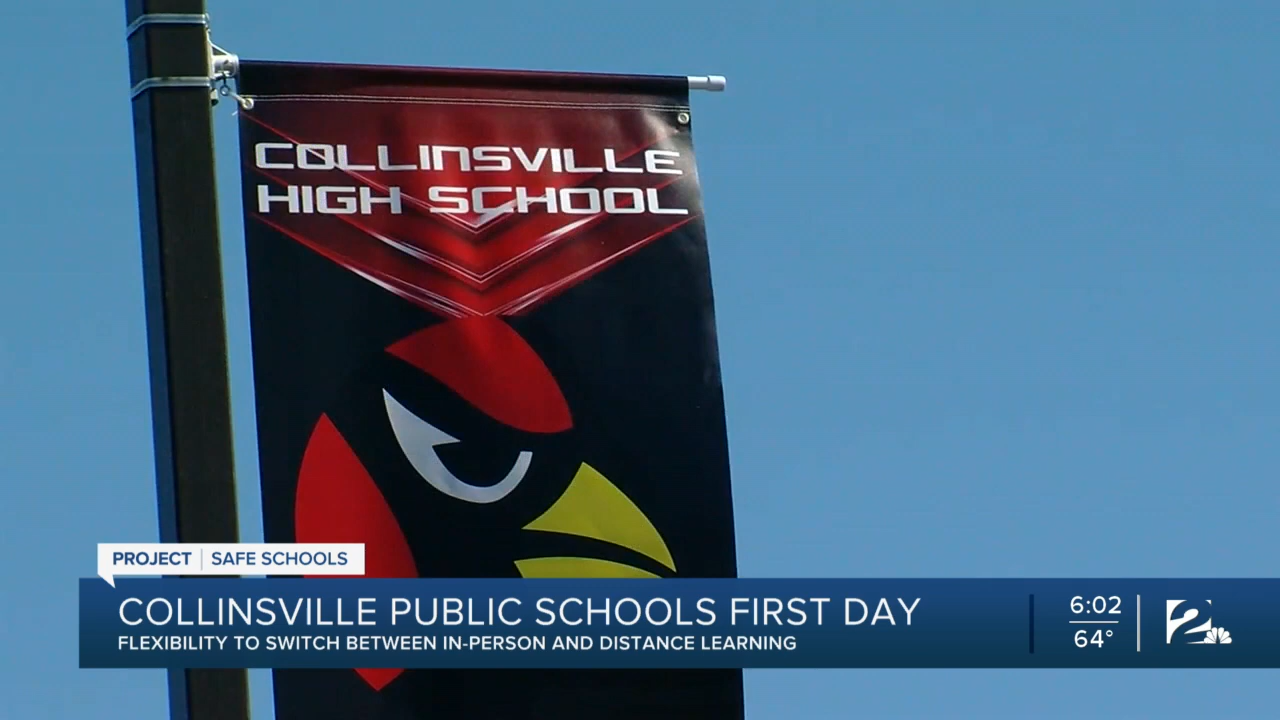 COLLINSVILLE
HIGH SCHOOL
PROJECT | SAFE SCHOOLS
COLLINSVILLE PUBLIC SCHOOLS FIRST DAY
FLEXIBILITY TO SWITCH BETWEEN IN-PERSON AND DISTANCE LEARNING
6:02
64°
2